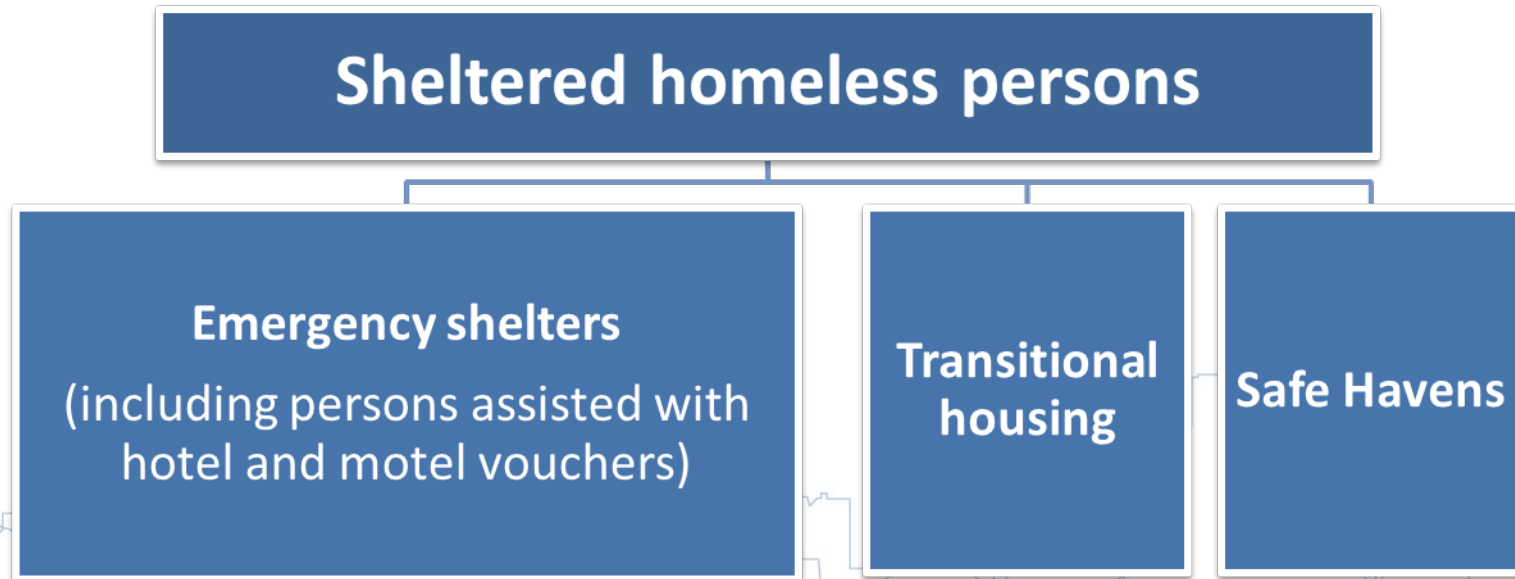 Sheltered homeless persons
Emergency shelters
(including persons assisted with
hotel and motel vouchers)
Transitional
housing
Safe Havens